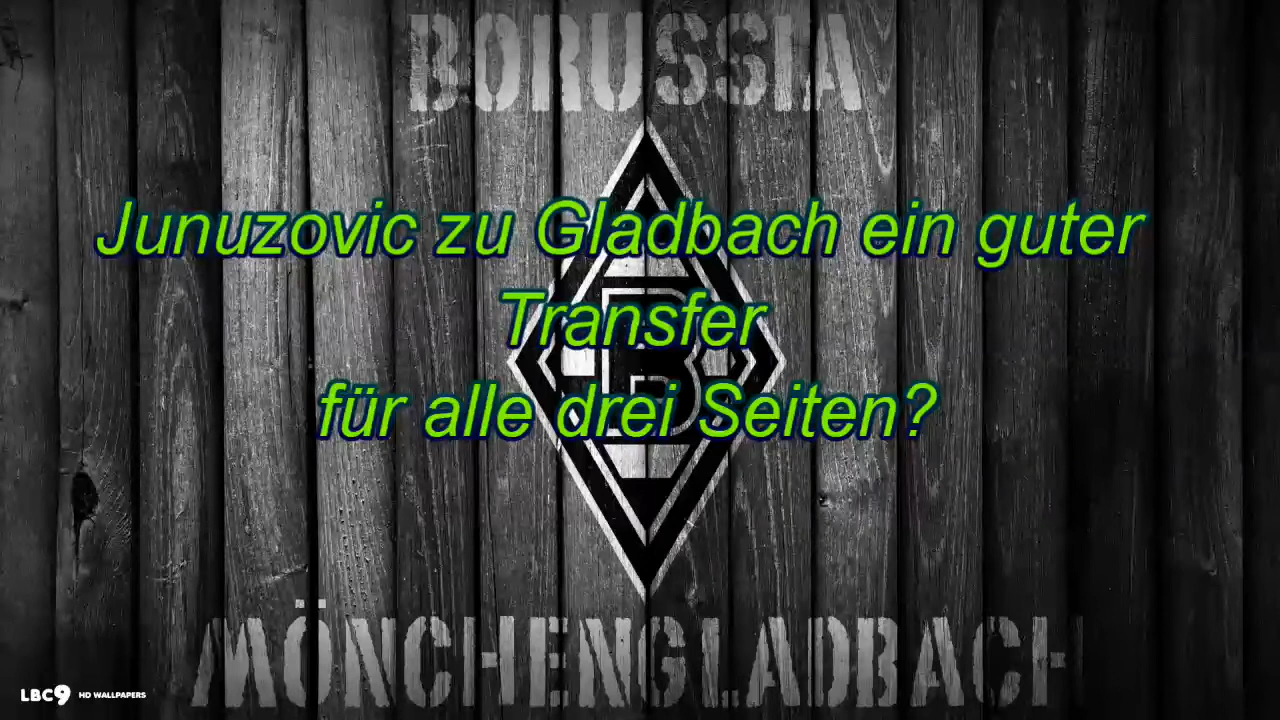 BORUSSIA
Junuzovic zu Gladbach ein guter
Transfer
für alle drei Seiten?
B
MÖNCHENGLADBACH
LBC9 HD WALLPAPERS